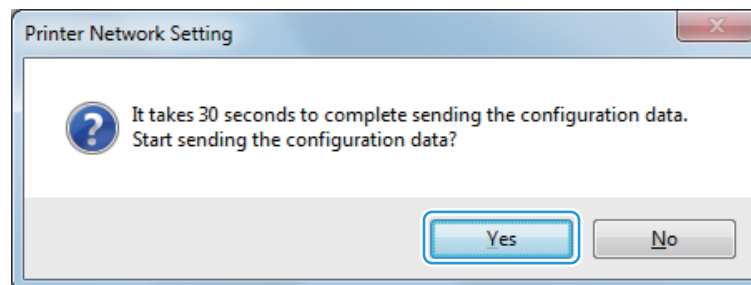 Printer Network Setting
It takes 30 seconds to complete sending the configuration data.
Start sending the configuration data?
Yes
No